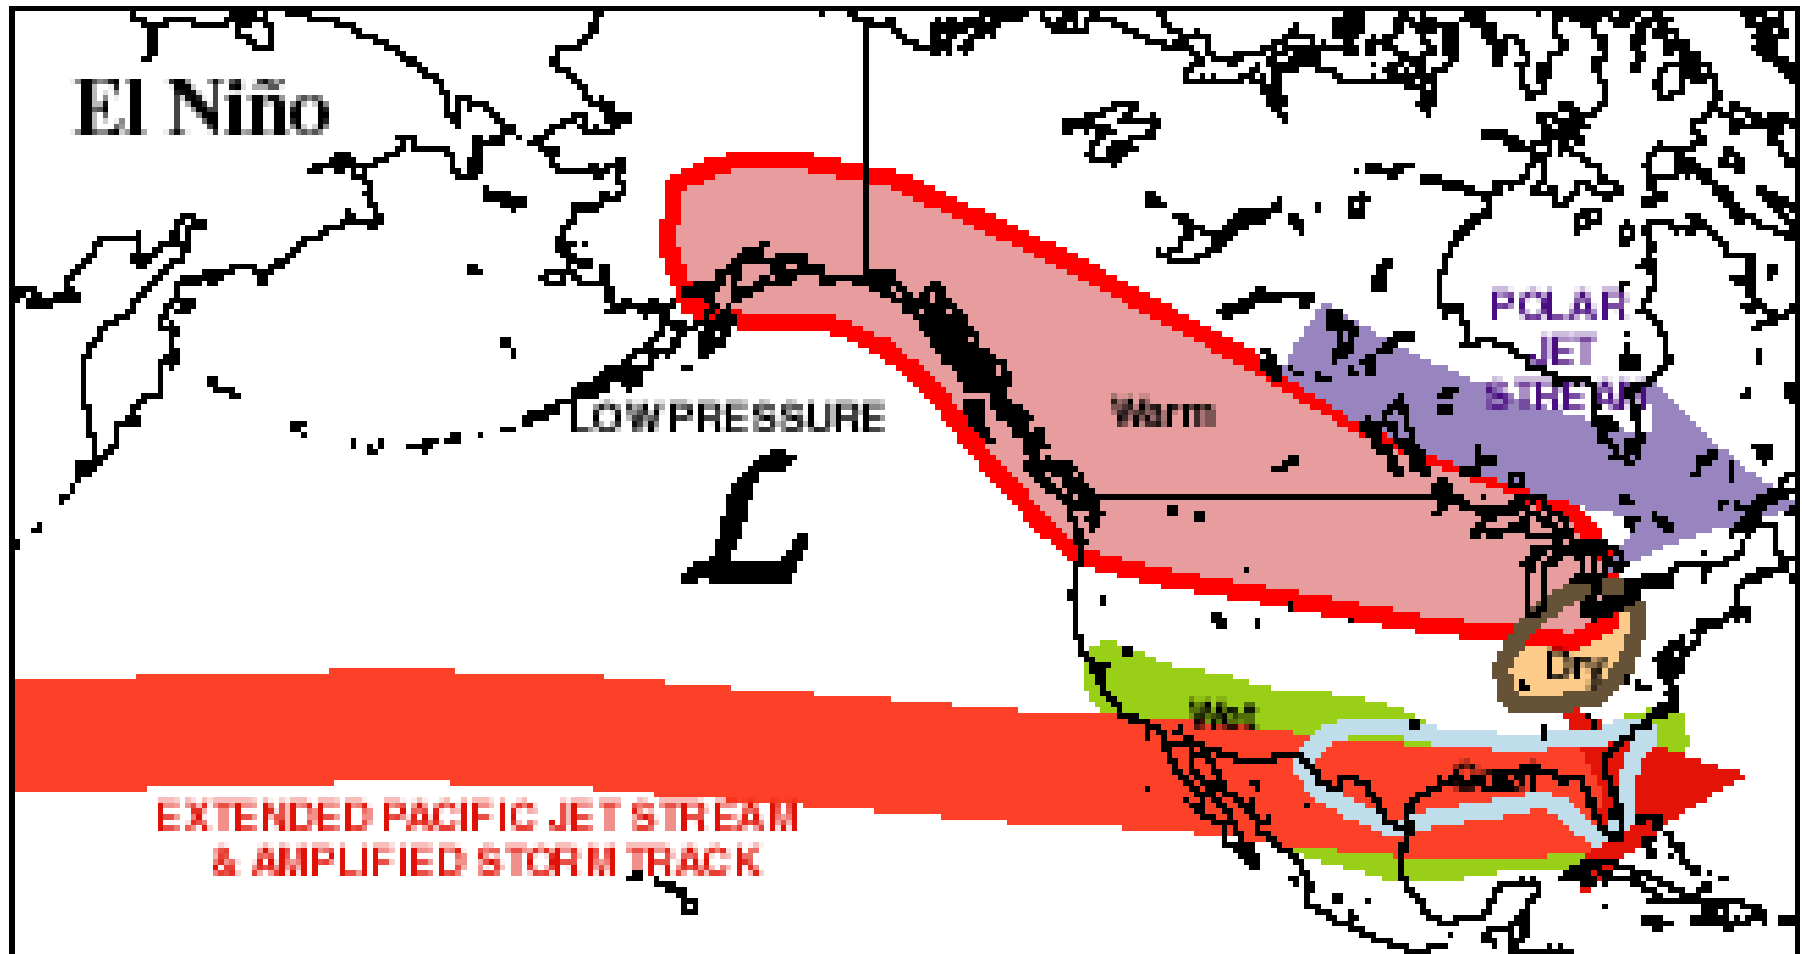 El Niño
POLAR
JET
STREAM
LOW PRESSURE
Warm
L
Dry
Wet
Cool
EXTENDED PACIFIC JET STREAM
& AMPLIFIED STORM TRACK